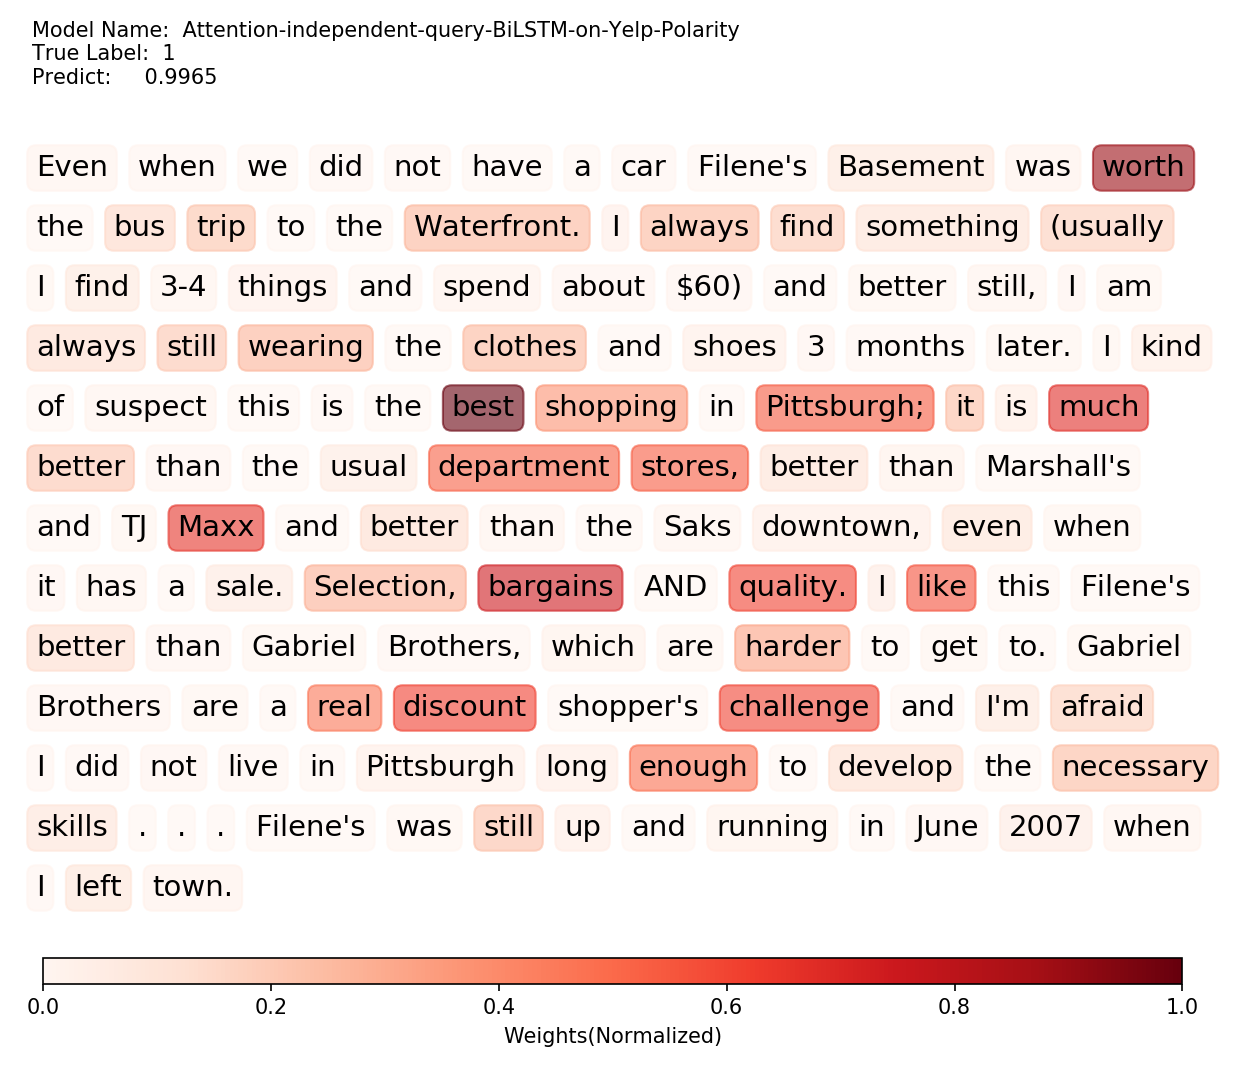 Model Name: Attention-independent-query-BiLSTM-on-Yelp-Polarity
True Label: 1
Predict: 0.9965
Even when we did not have a car Filene's Basement was worth
the bus trip to the Waterfront. I always find something (usually
I find 3-4 things and spend about $60) and better still, I am
always still wearing the clothes and shoes 3 months later. I kind
of suspect this is the best shopping in Pittsburgh; it is much
better than the usual department stores, better than Marshall's
and TJ Maxx and better than the Saks downtown, even when
it has a sale. Selection, bargains AND quality. I like this Filene's
better than Gabriel Brothers, which are harder to get to. Gabriel
Brothers are a real discount shopper's challenge and I'm afraid
I did not live in Pittsburgh long enough to develop the necessary
skills . . . Filene's was still up and running in June 2007 when
I left town.
0.0 0.2 0.4 0.6 0.8 1.0
Weights(Normalized)